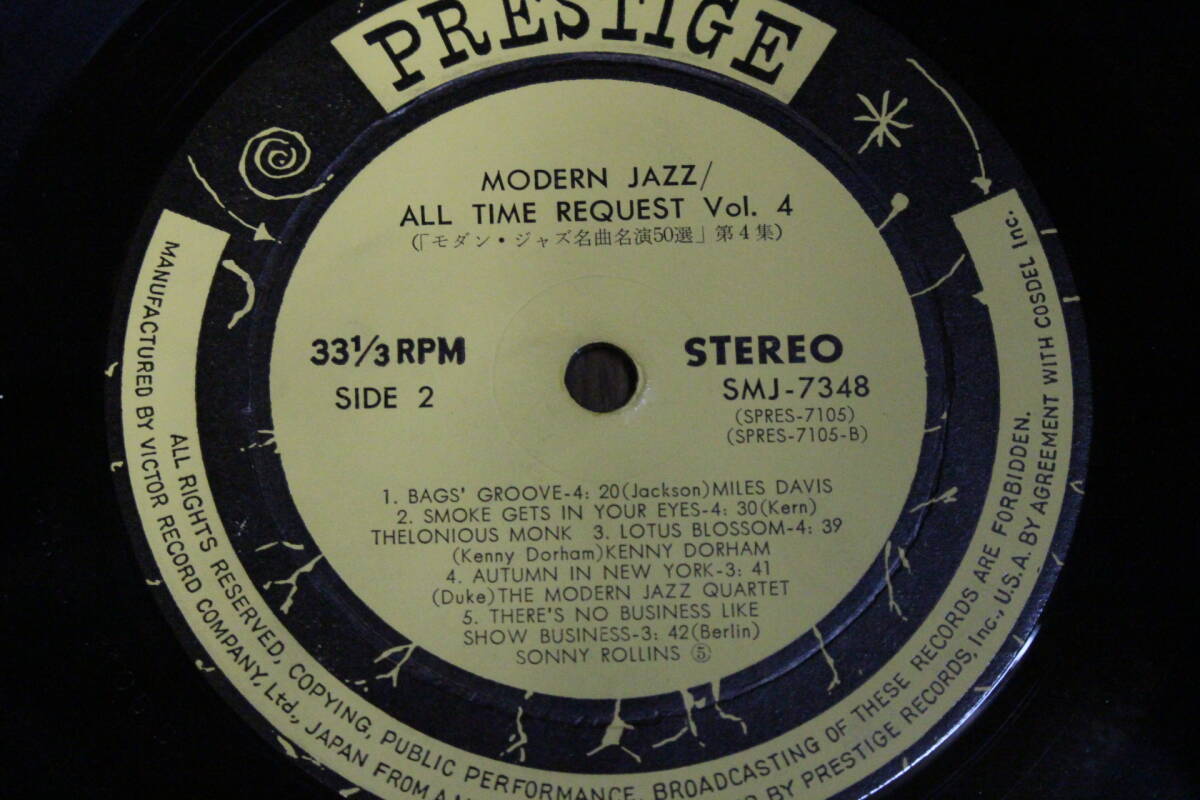 PRESTIGE
MODERN JAZZ/
ALL TIME REQUEST Vol. 4
(「モダン・ジャズ名曲名演50選」第4集)
33 1/3 RPM
SIDE 2
STEREO
SMJ-7348
(SPRES-7105)
(SPRES-7105-B)
1. BAGS' GROOVE-4: 20(Jackson)MILES DAVIS
2. SMOKE GETS IN YOUR EYES-4: 30(Kern)
THELONIOUS MONK 3. LOTUS BLOSSOM-4: 39
(Kenny Dorham)KENNY DORHAM
4. AUTUMN IN NEW YORK-3: 41
(Duke)THE MODERN JAZZ QUARTET
5. THERE'S NO BUSINESS LIKE
SHOW BUSINESS-3: 42(Berlin)
SONNY ROLLINS ⑤
ALL RIGHTS RESERVED, COPYING, PUBLIC PERFORMANCE, BROADCASTING OF THESE RECORDS ARE FORBIDDEN.
MANUFACTURED BY VICTOR RECORD COMPANY, Ltd., JAPAN FROM A BY PRESTIGE RECORDS, Inc., U.S.A. BY AGREEMENT WITH COSDEL Inc.